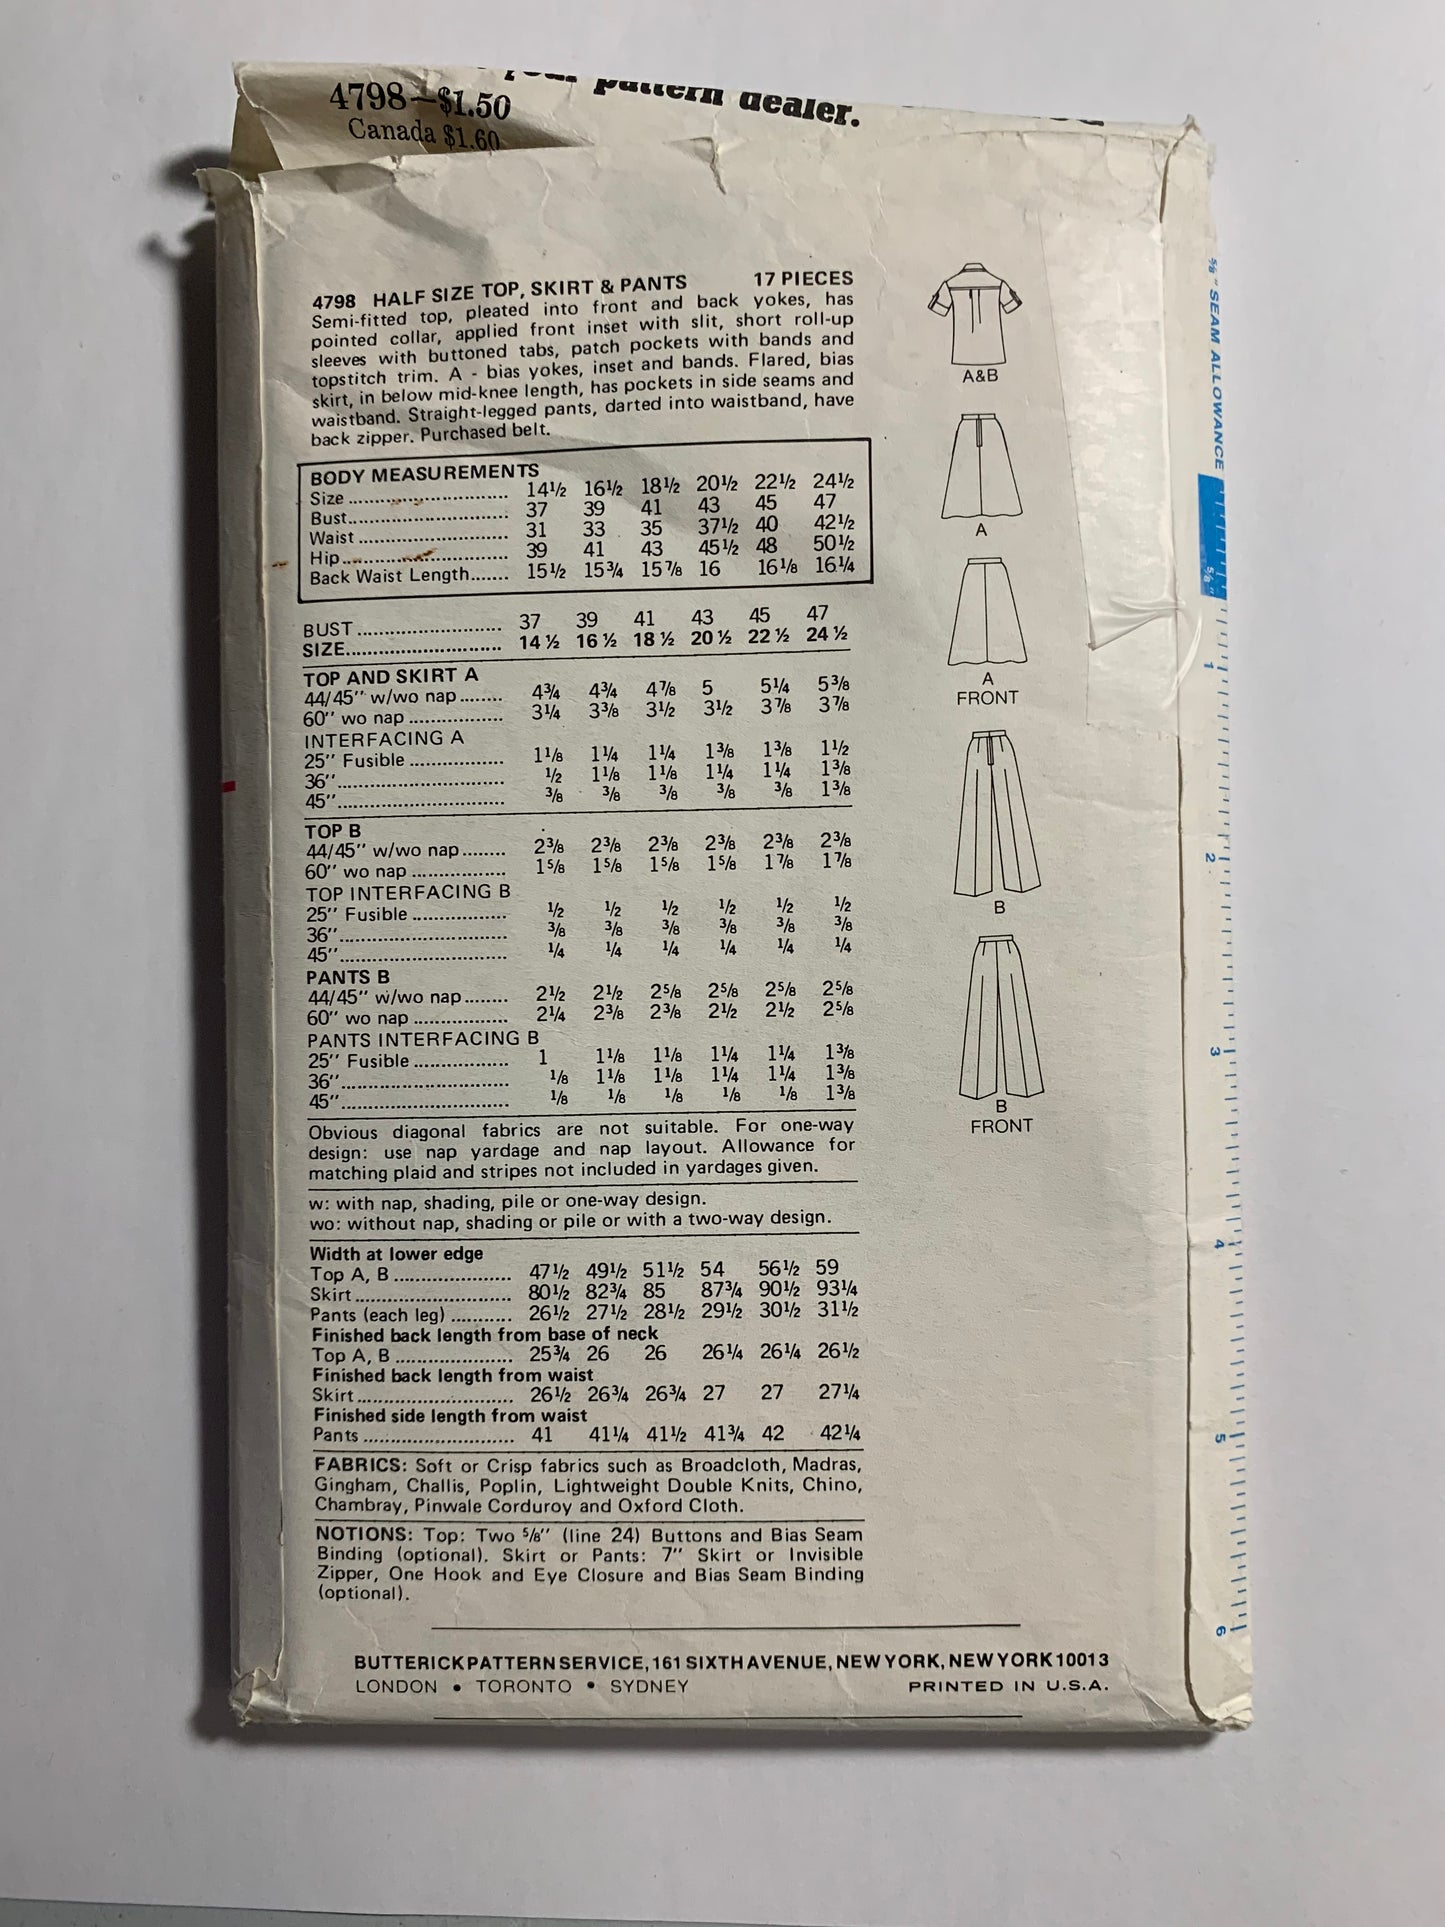 your pattern dealer.
4798—$1.50
Canada $1.60
4798 HALF SIZE TOP, SKIRT & PANTS 17 PIECES
Semi-fitted top, pleated into front and back yokes, has
pointed collar, applied front inset with slit, short roll-up
sleeves with buttoned tabs, patch pockets with bands and
topstitch trim. A - bias yokes, inset and bands. Flared, bias
skirt, in below mid-knee length, has pockets in side seams and
waistband. Straight-legged pants, darted into waistband, have
back zipper. Purchased belt.
BODY MEASUREMENTS
Size 14½ 16½ 18½ 20½ 22½ 24½
Bust 37 39 41 43 45 47
Waist 31 33 35 37½ 40 42½
Hip 39 41 43 45½ 48 50½
Back Waist Length 15½ 15¾ 15⅞ 16 16⅛ 16¼
BUST 37 39 41 43 45 47
SIZE 14 ½ 16 ½ 18 ½ 20 ½ 22 ½ 24 ½
TOP AND SKIRT A
44/45" w/wo nap 4¾ 4¾ 4⅞ 5 5¼ 5⅜
60" wo nap 3¼ 3⅜ 3½ 3½ 3⅞ 3⅞
INTERFACING A
25" Fusible 1⅛ 1¼ 1¼ 1⅜ 1⅜ 1½
36" ½ 1⅛ 1⅛ 1¼ 1¼ 1⅜
45" ⅜ ⅜ ⅜ ⅜ ⅜ 1⅜
TOP B
44/45" w/wo nap 2⅜ 2⅜ 2⅜ 2⅜ 2⅜ 2⅜
60" wo nap 1⅝ 1⅝ 1⅝ 1⅝ 1⅞ 1⅞
TOP INTERFACING B
25" Fusible ½ ½ ½ ½ ½ ½
36" ⅜ ⅜ ⅜ ⅜ ⅜ ⅜
45" ¼ ¼ ¼ ¼ ¼ ¼
PANTS B
44/45" w/wo nap 2½ 2½ 2⅝ 2⅝ 2⅝ 2⅝
60" wo nap 2¼ 2⅜ 2⅜ 2½ 2½ 2⅝
PANTS INTERFACING B
25" Fusible 1 1⅛ 1⅛ 1¼ 1¼ 1⅜
36" ⅛ 1⅛ 1⅛ 1¼ 1¼ 1⅜
45" ⅛ ⅛ ⅛ ⅛ ⅛ 1⅜
Obvious diagonal fabrics are not suitable. For one-way
design: use nap yardage and nap layout. Allowance for
matching plaid and stripes not included in yardages given.
w: with nap, shading, pile or one-way design.
wo: without nap, shading or pile or with a two-way design.
Width at lower edge
Top A, B 47½ 49½ 51½ 54 56½ 59
Skirt 80½ 82¾ 85 87¾ 90½ 93¼
Pants (each leg) 26½ 27½ 28½ 29½ 30½ 31½
Finished back length from base of neck
Top A, B 25¾ 26 26 26¼ 26¼ 26½
Finished back length from waist
Skirt 26½ 26¾ 26¾ 27 27 27¼
Finished side length from waist
Pants 41 41¼ 41½ 41¾ 42 42¼
FABRICS: Soft or Crisp fabrics such as Broadcloth, Madras,
Gingham, Challis, Poplin, Lightweight Double Knits, Chino,
Chambray, Pinwale Corduroy and Oxford Cloth.
NOTIONS: Top: Two ⅝" (line 24) Buttons and Bias Seam
Binding (optional). Skirt or Pants: 7" Skirt or Invisible
Zipper, One Hook and Eye Closure and Bias Seam Binding
(optional).
A&B
A
A
FRONT
B
B
FRONT
⅝" SEAM ALLOWANCE
⅝"
1
2
3
4
5
6
BUTTERICK PATTERN SERVICE, 161 SIXTH AVENUE, NEW YORK, NEW YORK 10013
LONDON • TORONTO • SYDNEY PRINTED IN U.S.A.